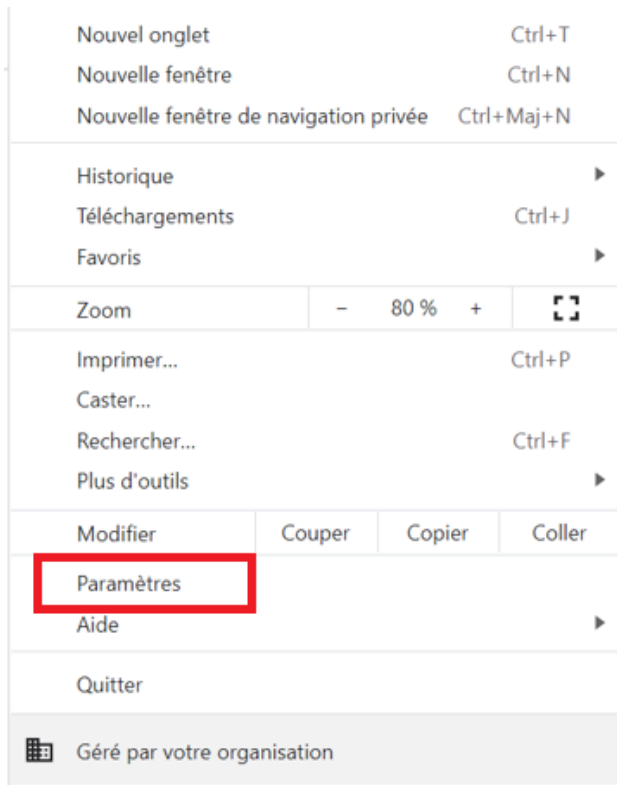 Nouvel onglet Ctrl+T
Nouvelle fenêtre Ctrl+N
Nouvelle fenêtre de navigation privée Ctrl+Maj+N
Historique
Téléchargements Ctrl+J
Favoris
Zoom − 80 % +
Imprimer... Ctrl+P
Caster...
Rechercher... Ctrl+F
Plus d'outils
Modifier Couper Copier Coller
Paramètres
Aide
Quitter
Géré par votre organisation